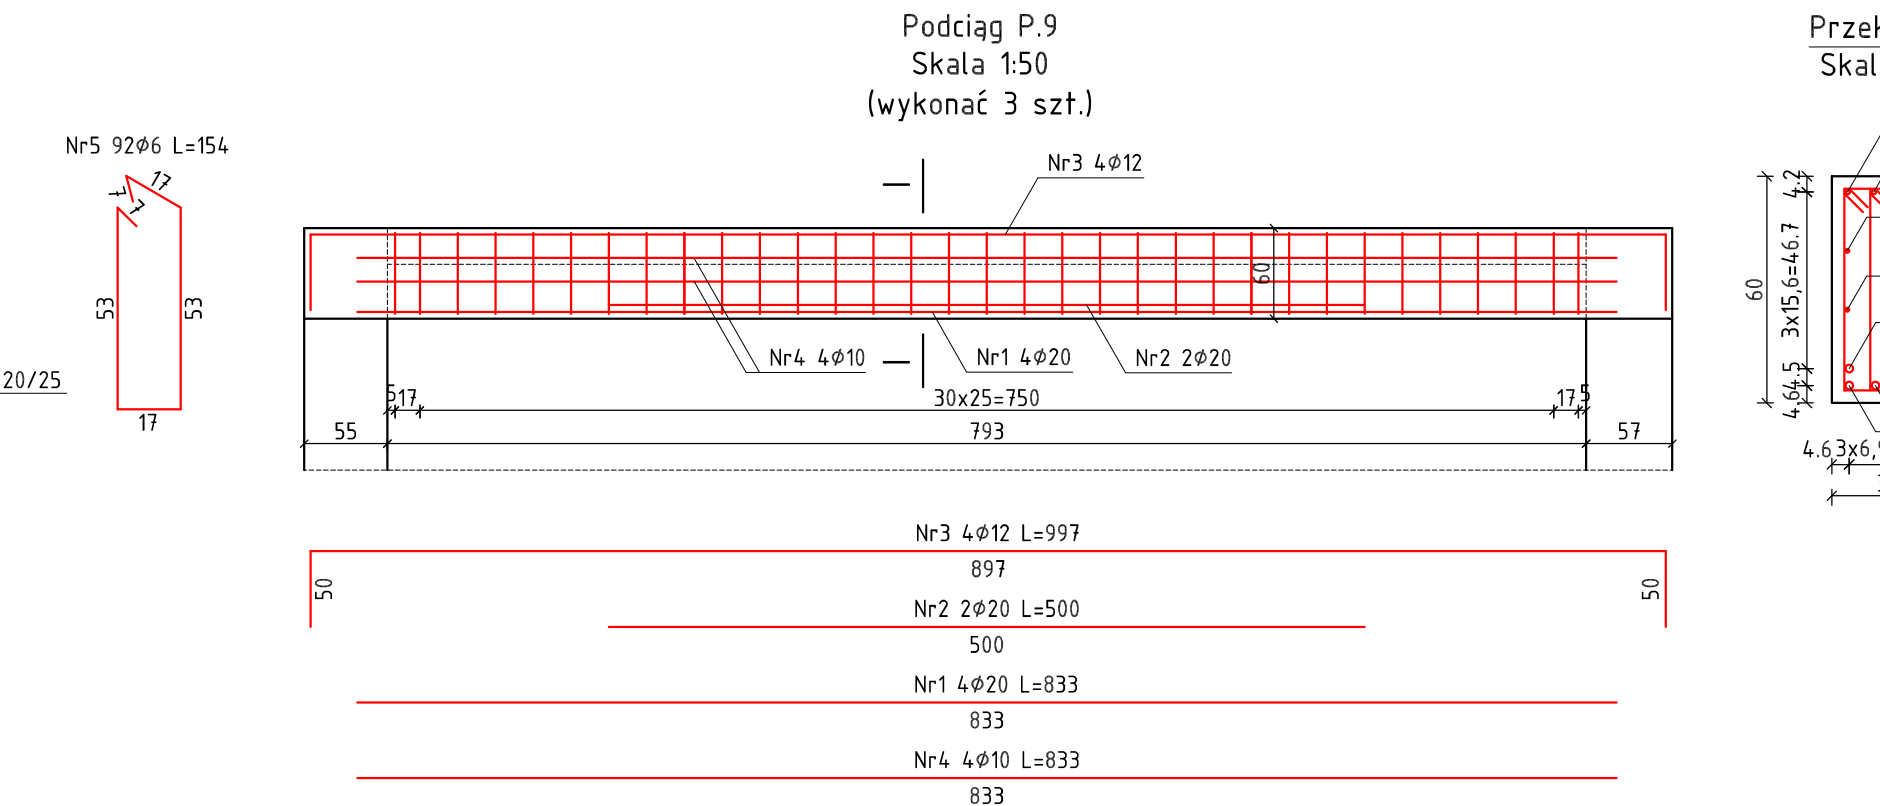 Podciąg P.9
Skala 1:50
(wykonać 3 szt.)
Nr5 92ø6 L=154
17
7
7
53
53
17
20/25
Nr3 4ø12
60
Nr4 4ø10
Nr1 4ø20
Nr2 2ø20
5 17 30x25=750 17 5
55 793 57
Nr3 4ø12 L=997
897
50
50
Nr2 2ø20 L=500
500
Nr1 4ø20 L=833
833
Nr4 4ø10 L=833
833
60
4.2
3x15,6=46.7
4.5
4.6
4.6 3x6,